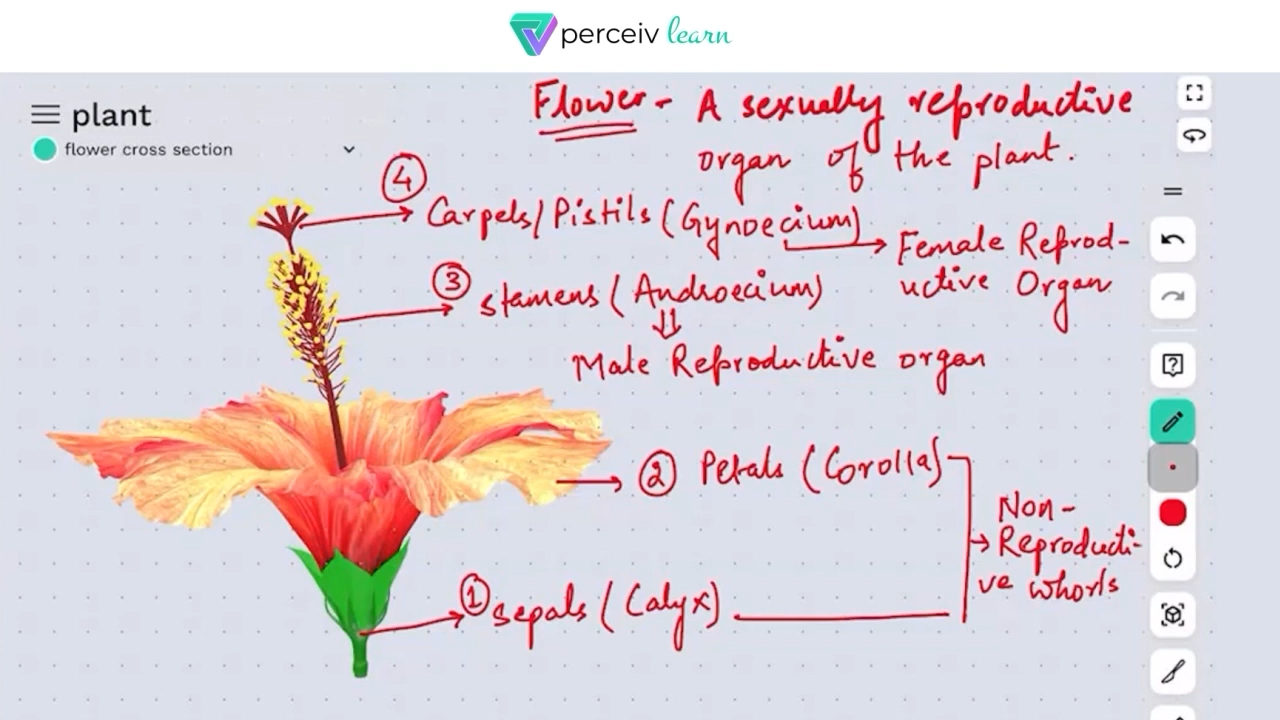 perceiv learn
plant
flower cross section
Flower - A sexually reproductive
organ of the plant.
④
Carpels/Pistils (Gynoecium)
Female Reprod-
uctive Organ
③
stamens (Androecium)
Male Reproductive organ
② Petals (Corolla)
Non-
Reproducti-
ve whorls
① sepals (Calyx)